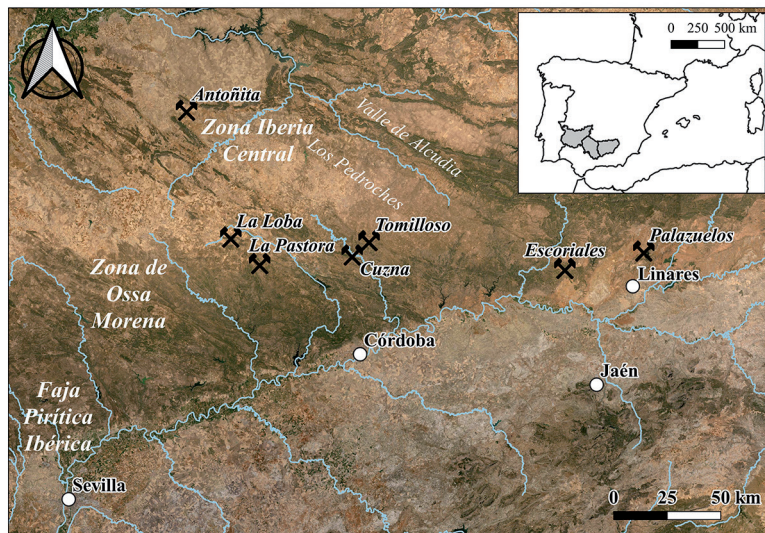 0 250 500 km
Antoñita
Zona Iberia
Central
Valle de Alcudia
Los Pedroches
La Loba
La Pastora
Tomilloso
Cuzna
Escoriales
Palazuelos
Linares
Zona de
Ossa
Morena
Córdoba
Jaén
Faja
Pirítica
Ibérica
Sevilla
0 25 50 km